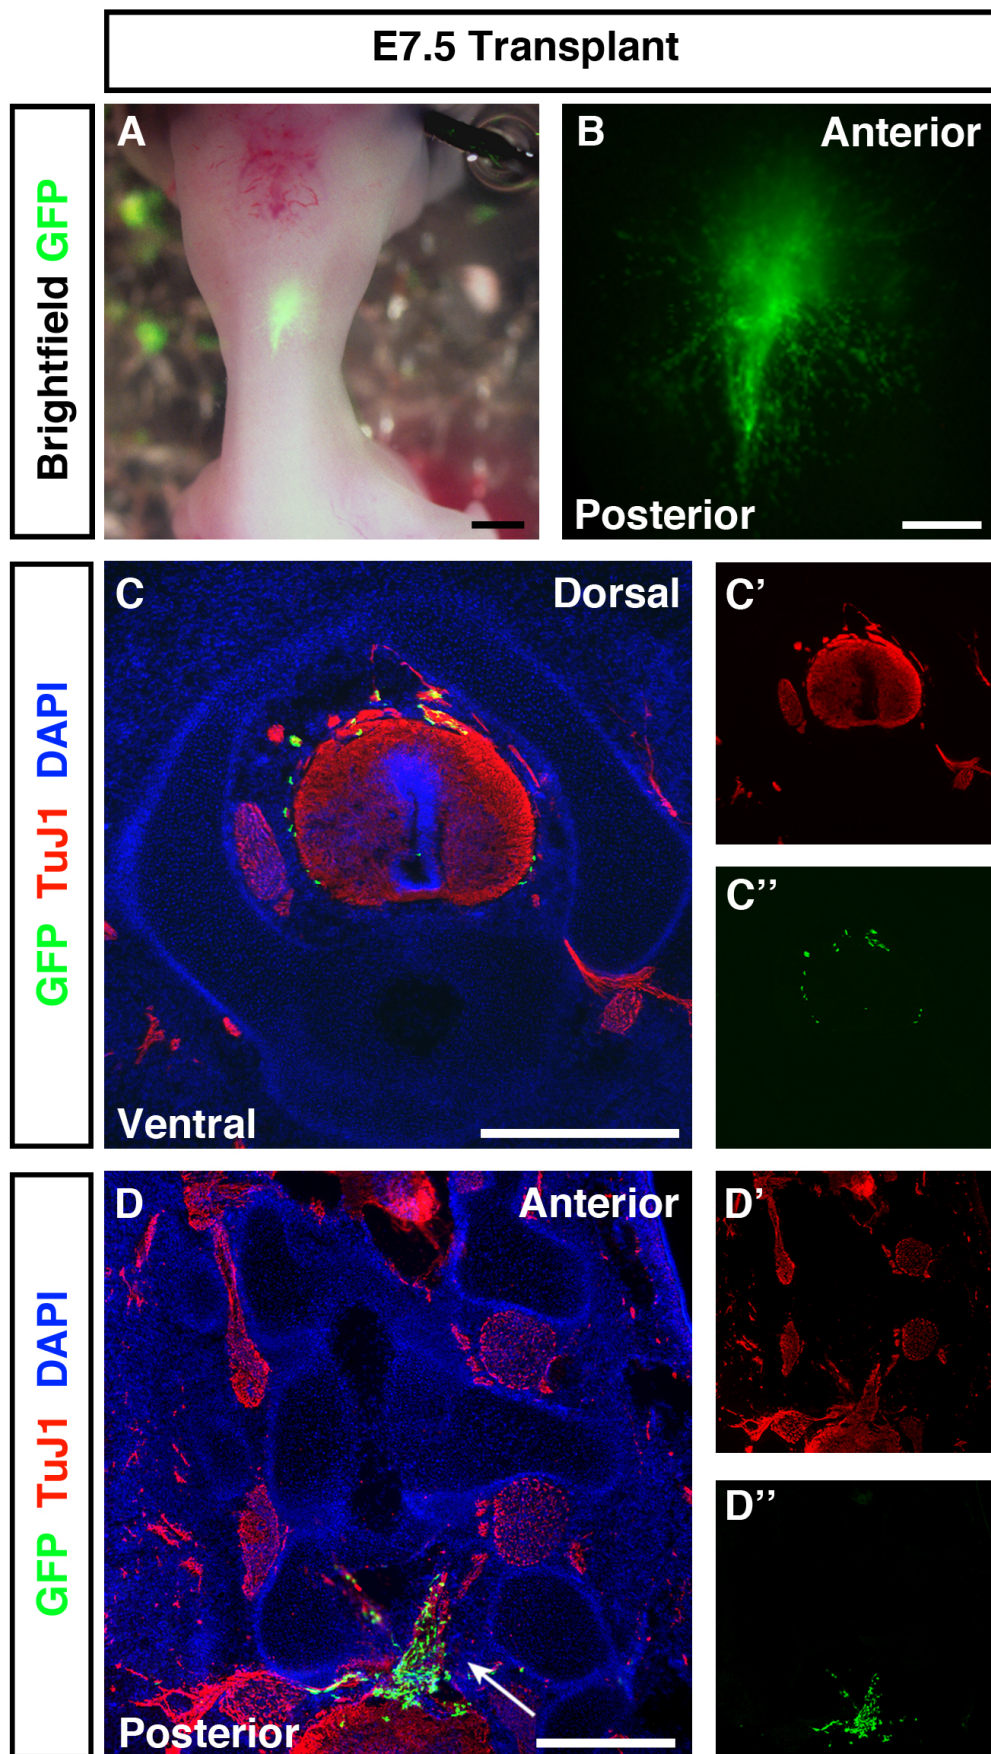 E7.5 Transplant
Brightfield GFP
A
B
Anterior
Posterior
GFP TuJ1 DAPI
C
Dorsal
Ventral
C’
C’’
GFP TuJ1 DAPI
D
Anterior
Posterior
D’
D’’